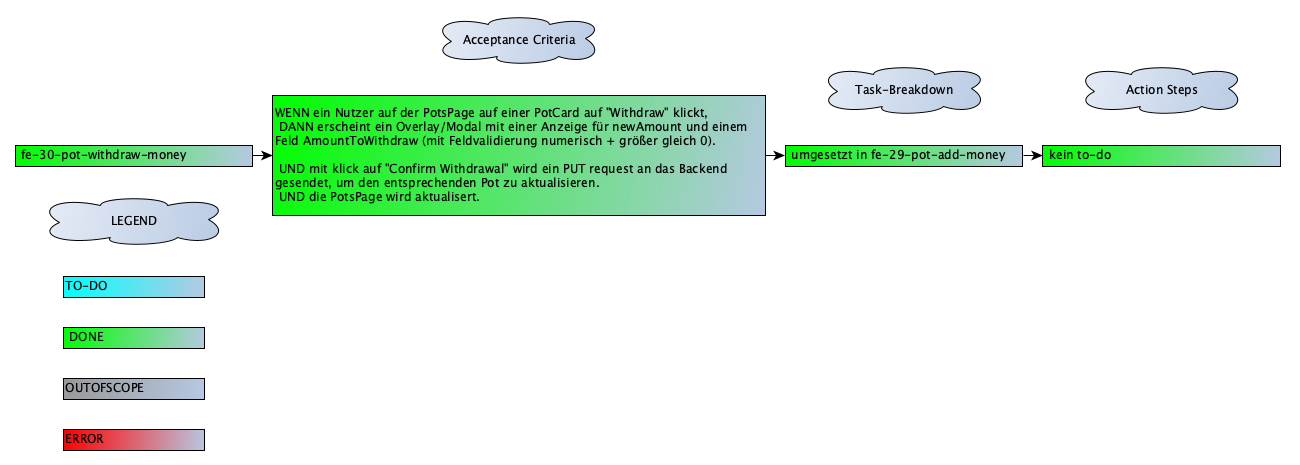 Acceptance Criteria
Task-Breakdown
Action Steps
fe-30-pot-withdraw-money
WENN ein Nutzer auf der PotsPage auf einer PotCard auf "Withdraw" klickt,
DANN erscheint ein Overlay/Modal mit einer Anzeige für newAmount und einem
Feld AmountToWithdraw (mit Feldvalidierung numerisch + größer gleich 0).
UND mit klick auf "Confirm Withdrawal" wird ein PUT request an das Backend
gesendet, um den entsprechenden Pot zu aktualisieren.
UND die PotsPage wird aktualisert.
umgesetzt in fe-29-pot-add-money
kein to-do
LEGEND
TO-DO
DONE
OUTOFSCOPE
ERROR